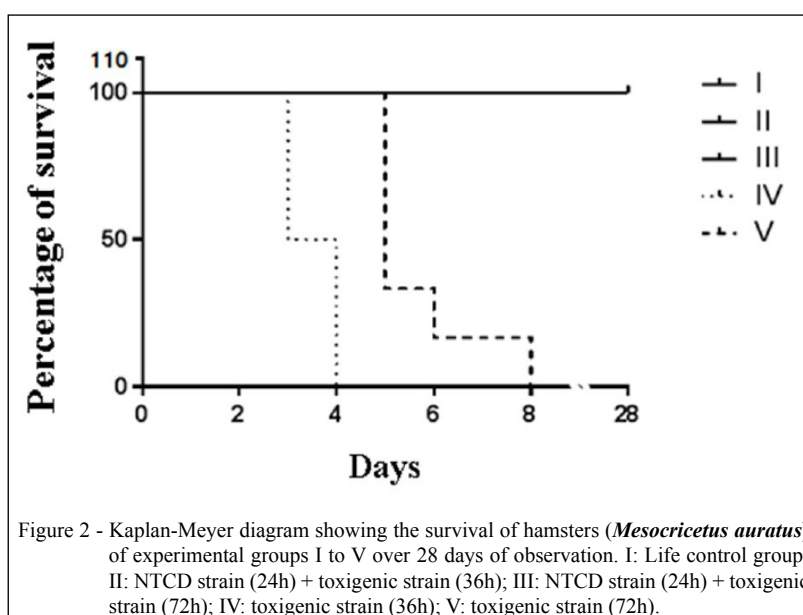 Percentage of survival
110
100
50
0
0 2 4 6 8 28
Days
I
II
III
IV
V
Figure 2 - Kaplan-Meyer diagram showing the survival of hamsters (Mesocricetus auratus)
of experimental groups I to V over 28 days of observation. I: Life control group
II: NTCD strain (24h) + toxigenic strain (36h); III: NTCD strain (24h) + toxigenic
strain (72h); IV: toxigenic strain (36h); V: toxigenic strain (72h).